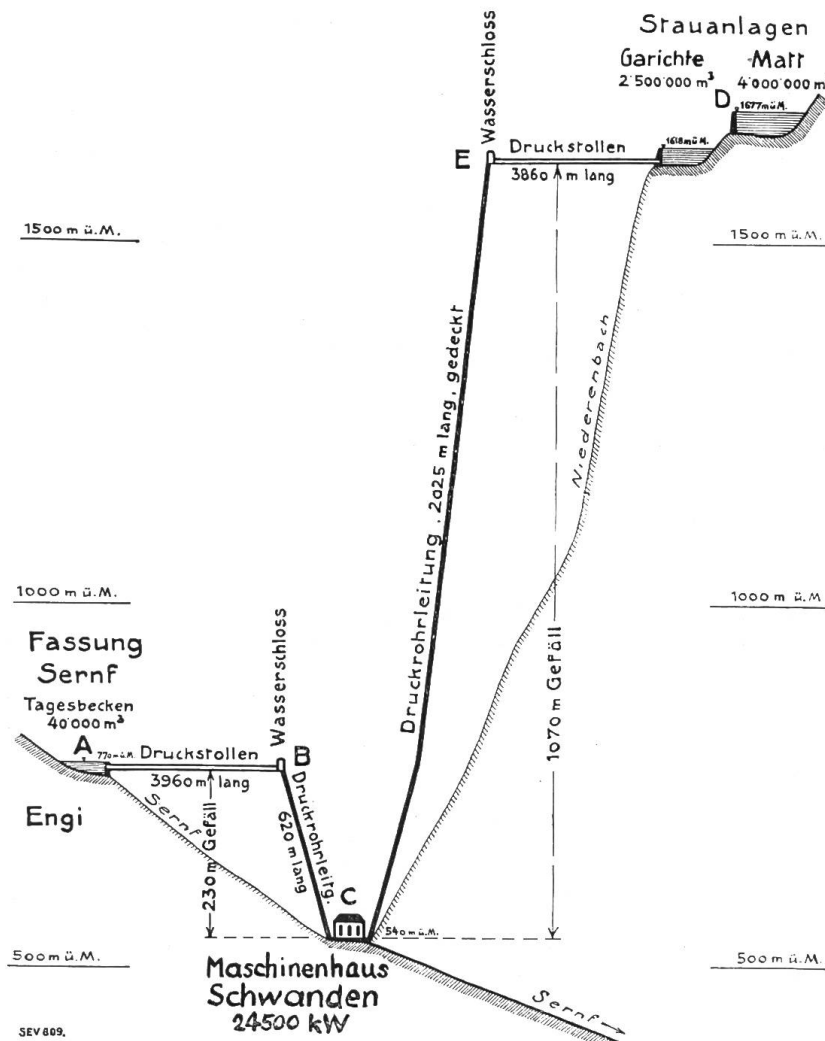 Stauanlagen
Garichte - Matt
2'500'000 m³ 4'000'000 m
D
1677 m ü.M.
1618 m ü.M.
Wasserschloss
E
Druckstollen
3860 m lang
1500 m ü.M.
1500 m ü.M.
Druckrohrleitung, 2025 m lang, gedeckt
Niederenbach
1070 m Gefäll
1000 m ü.M.
1000 m ü.M.
Fassung
Sernf
Tagesbecken
40'000 m³
A
770 m ü.M.
Druckstollen
3960 m lang
Wasserschloss
B
Engi
Sernf
230 m Gefäll
Druckrohrleitg.
620 m lang
C
540 m ü.M.
500 m ü.M.
500 m ü.M.
Maschinenhaus
Schwanden
24500 kW
Sernf
SEV 809.